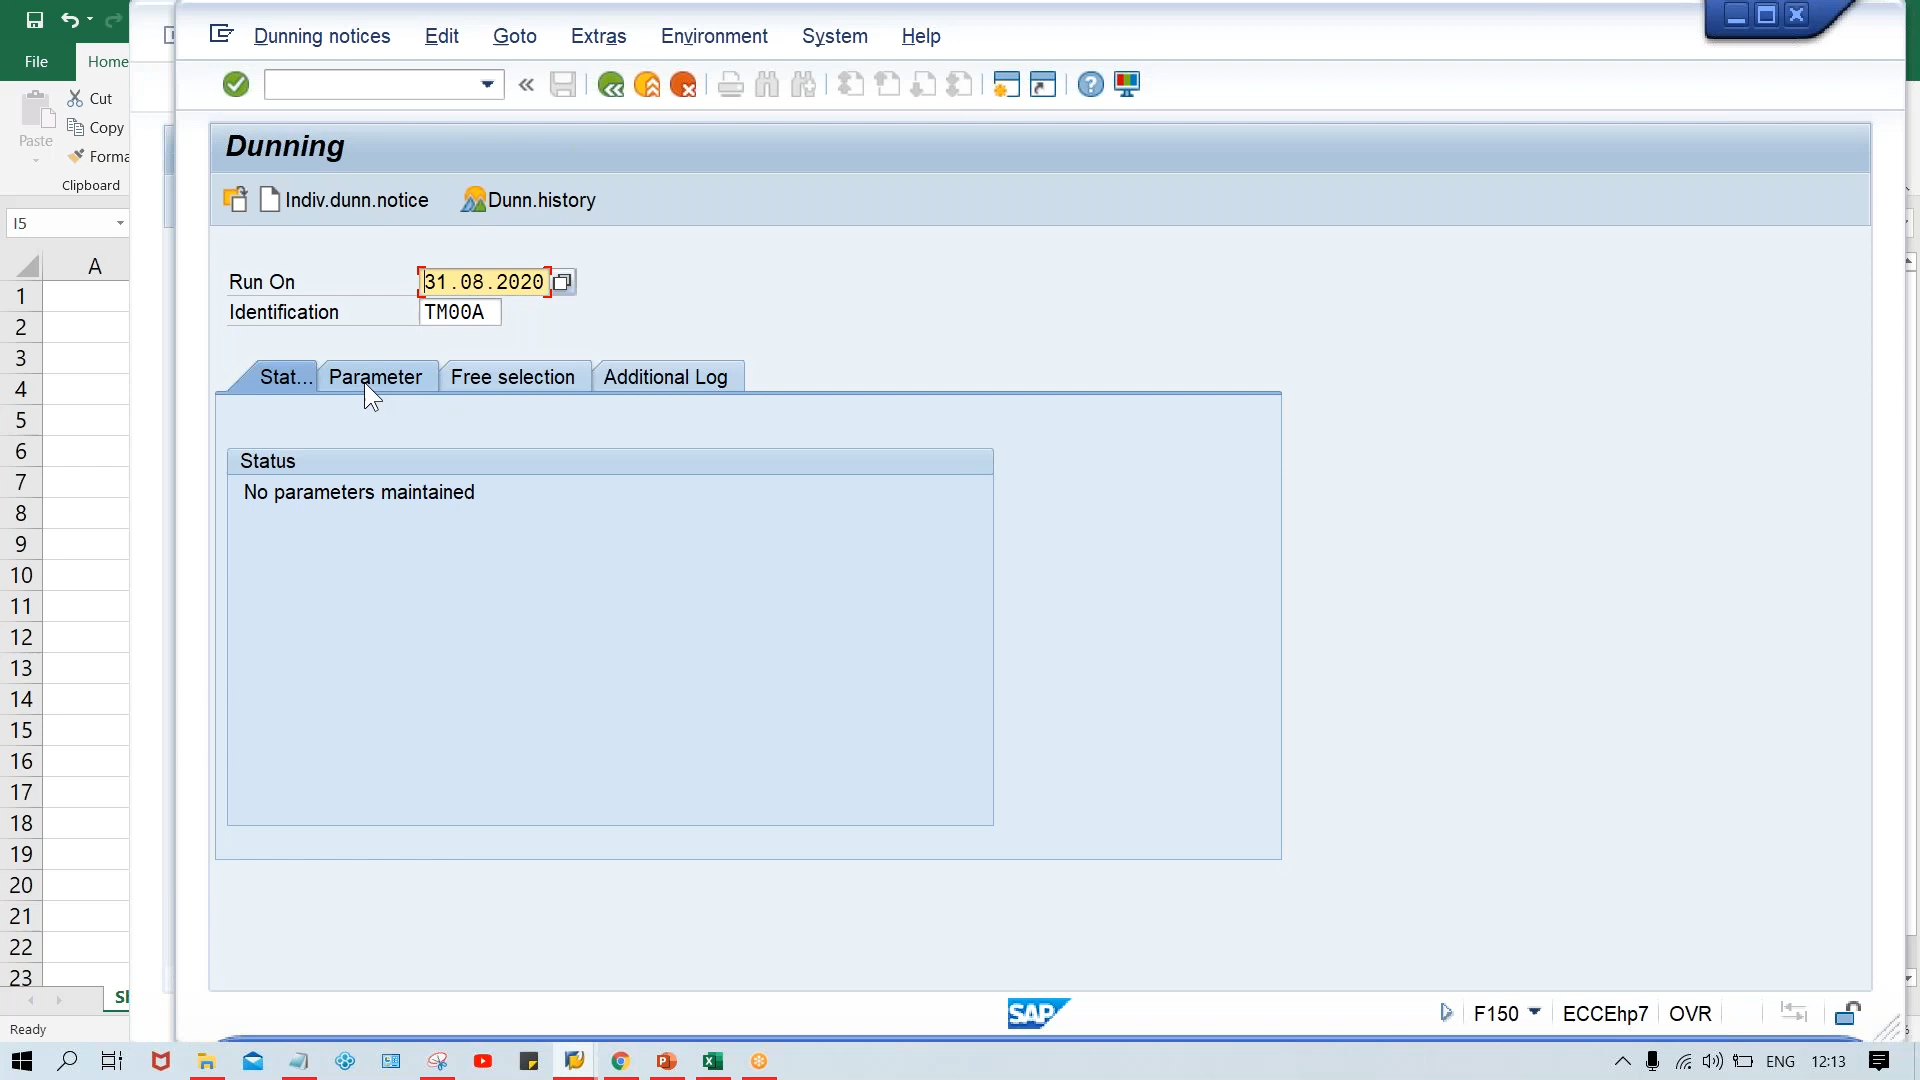 Dunning notices Edit Goto Extras Environment System Help
File Home
Cut
Copy
Paste
Forma
Clipboard
I5
A
1
2
3
4
5
6
7
8
9
10
11
12
13
14
15
16
17
18
19
20
21
22
23
Ready
Dunning
Indiv.dunn.notice Dunn.history
Run On 31.08.2020
Identification TM00A
Stat... Parameter Free selection Additional Log
Status
No parameters maintained
SAP
F150 ECCEhp7 OVR
ENG 12:13